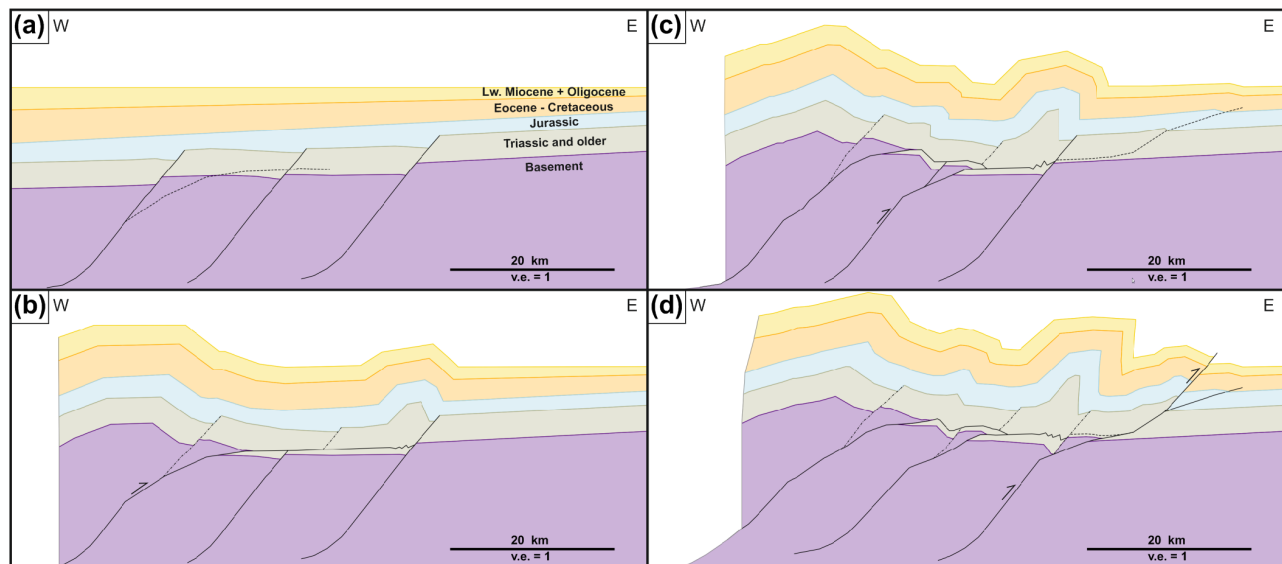 (a) W E
Lw. Miocene + Oligocene
Eocene - Cretaceous
Jurassic
Triassic and older
Basement
20 km
v.e. = 1
(b) W E
20 km
v.e. = 1
(c) W E
20 km
v.e. = 1
(d) W E
20 km
v.e. = 1